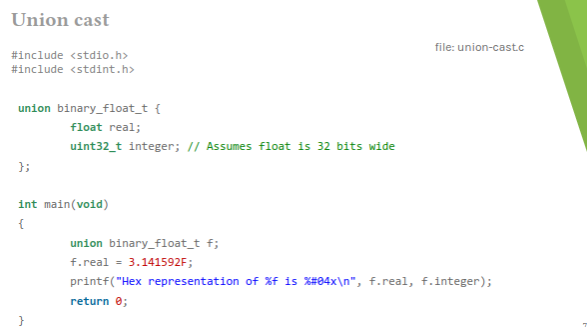 Union cast
file: union-cast.c
#include <stdio.h>
#include <stdint.h>
union binary_float_t {
float real;
uint32_t integer; // Assumes float is 32 bits wide
};
int main(void)
{
union binary_float_t f;
f.real = 3.141592F;
printf("Hex representation of %f is %#04x\n", f.real, f.integer);
return 0;
}